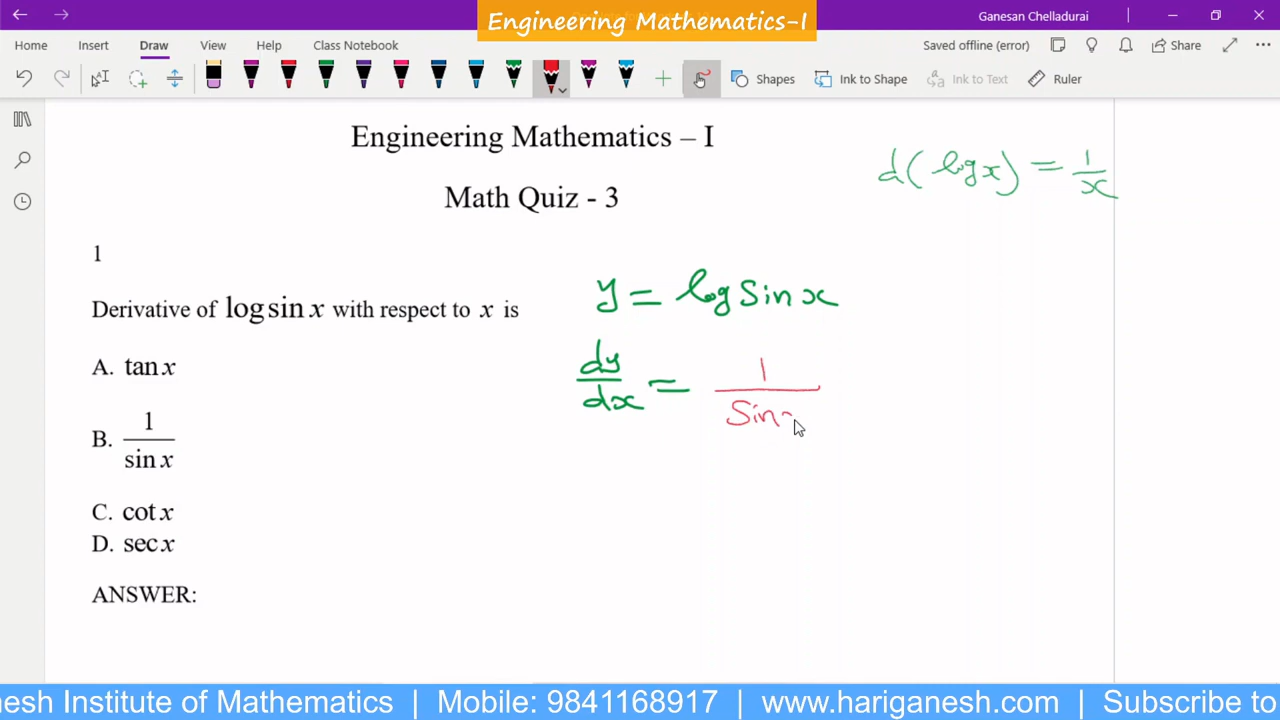 Engineering Mathematics-I
Ganesan Chelladurai
Home Insert Draw View Help Class Notebook
Saved offline (error) Share
Shapes Ink to Shape Ink to Text Ruler
Engineering Mathematics – I
d(log x) = 1/x
Math Quiz - 3
1
y = log Sin x
Derivative of log sin x with respect to x is
dy/dx = 1/Sin
A. tan x
B. 1/sin x
C. cot x
D. sec x
ANSWER:
nesh Institute of Mathematics | Mobile: 9841168917 | www.hariganesh.com | Subscribe to